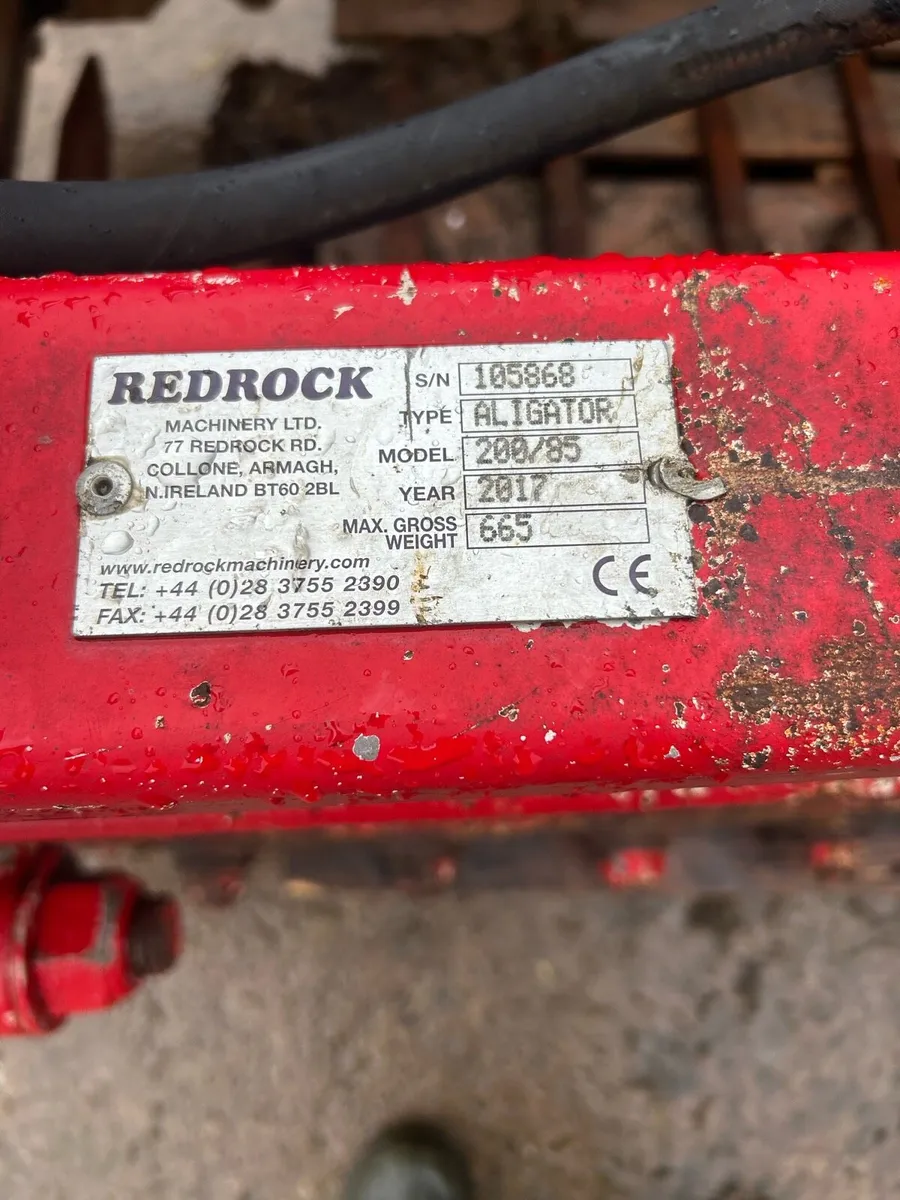 REDROCK
MACHINERY LTD.
77 REDROCK RD.
COLLONE, ARMAGH,
N.IRELAND BT60 2BL
www.redrockmachinery.com
TEL: +44 (0)28 3755 2390
FAX: +44 (0)28 3755 2399
S/N 105868
TYPE ALIGATOR
MODEL 200/85
YEAR 2017
MAX. GROSS
WEIGHT 665
CE